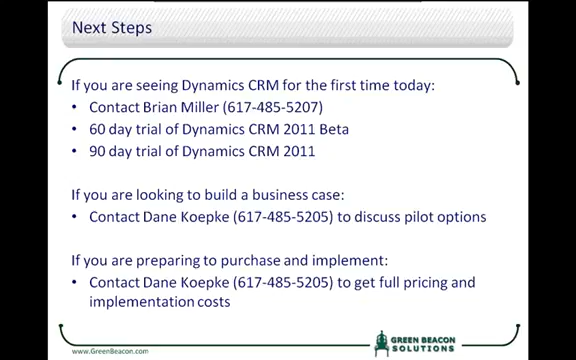 Next Steps
If you are seeing Dynamics CRM for the first time today:
• Contact Brian Miller (617-485-5207)
• 60 day trial of Dynamics CRM 2011 Beta
• 90 day trial of Dynamics CRM 2011
If you are looking to build a business case:
• Contact Dane Koepke (617-485-5205) to discuss pilot options
If you are preparing to purchase and implement:
• Contact Dane Koepke (617-485-5205) to get full pricing and
implementation costs
www.GreenBeacon.com
GREEN BEACON
SOLUTIONS